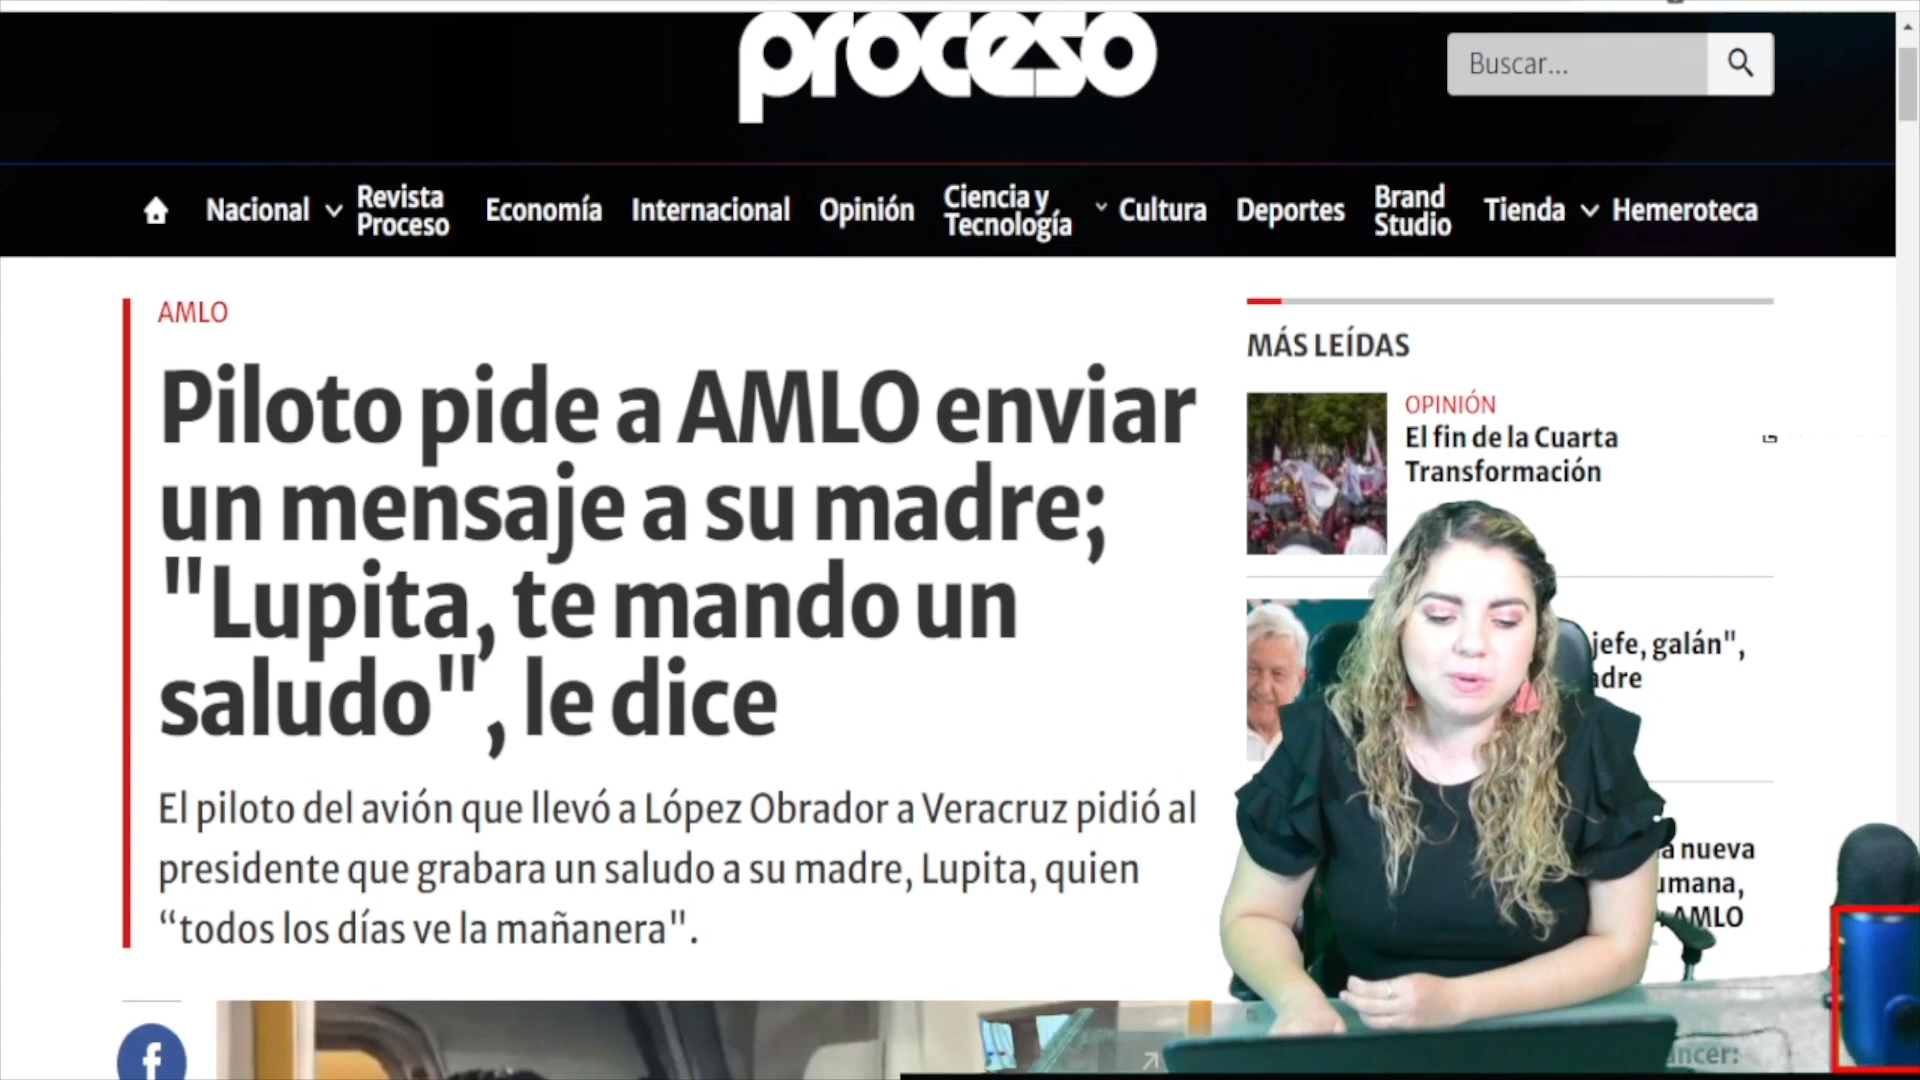 proceso
Buscar...
Nacional
Revista
Proceso
Economía
Internacional
Opinión
Ciencia y
Tecnología
Cultura
Deportes
Brand
Studio
Tienda
Hemeroteca
AMLO
Piloto pide a AMLO enviar
un mensaje a su madre;
"Lupita, te mando un
saludo", le dice
El piloto del avión que llevó a López Obrador a Veracruz pidió al
presidente que grabara un saludo a su madre, Lupita, quien
“todos los días ve la mañanera".
f
MÁS LEÍDAS
OPINIÓN
El fin de la Cuarta
Transformación
jefe, galán",
adre
a nueva
umana,
AMLO
ncer: